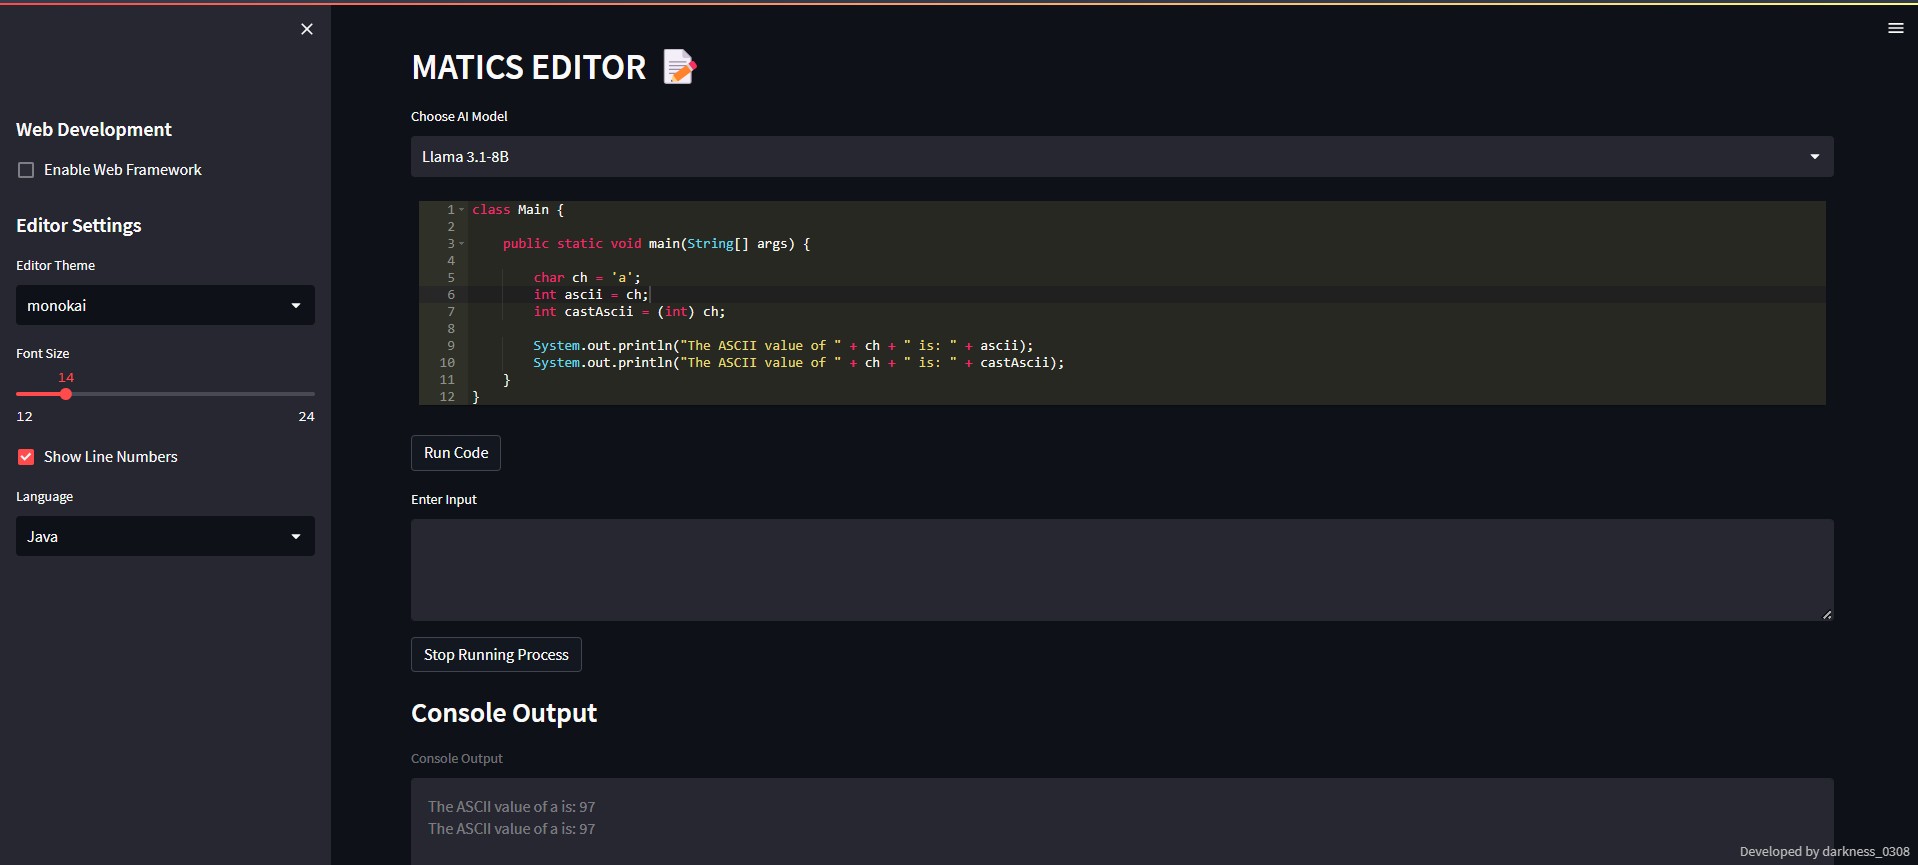 Web Development
Enable Web Framework
Editor Settings
Editor Theme
monokai
Font Size
14
12 24
Show Line Numbers
Language
Java
MATICS EDITOR
Choose AI Model
Llama 3.1-8B
1 class Main {
2
3     public static void main(String[] args) {
4
5         char ch = 'a';
6         int ascii = ch;
7         int castAscii = (int) ch;
8
9         System.out.println("The ASCII value of " + ch + " is: " + ascii);
10         System.out.println("The ASCII value of " + ch + " is: " + castAscii);
11     }
12 }
Run Code
Enter Input
Stop Running Process
Console Output
Console Output
The ASCII value of a is: 97
The ASCII value of a is: 97
Developed by darkness_0308